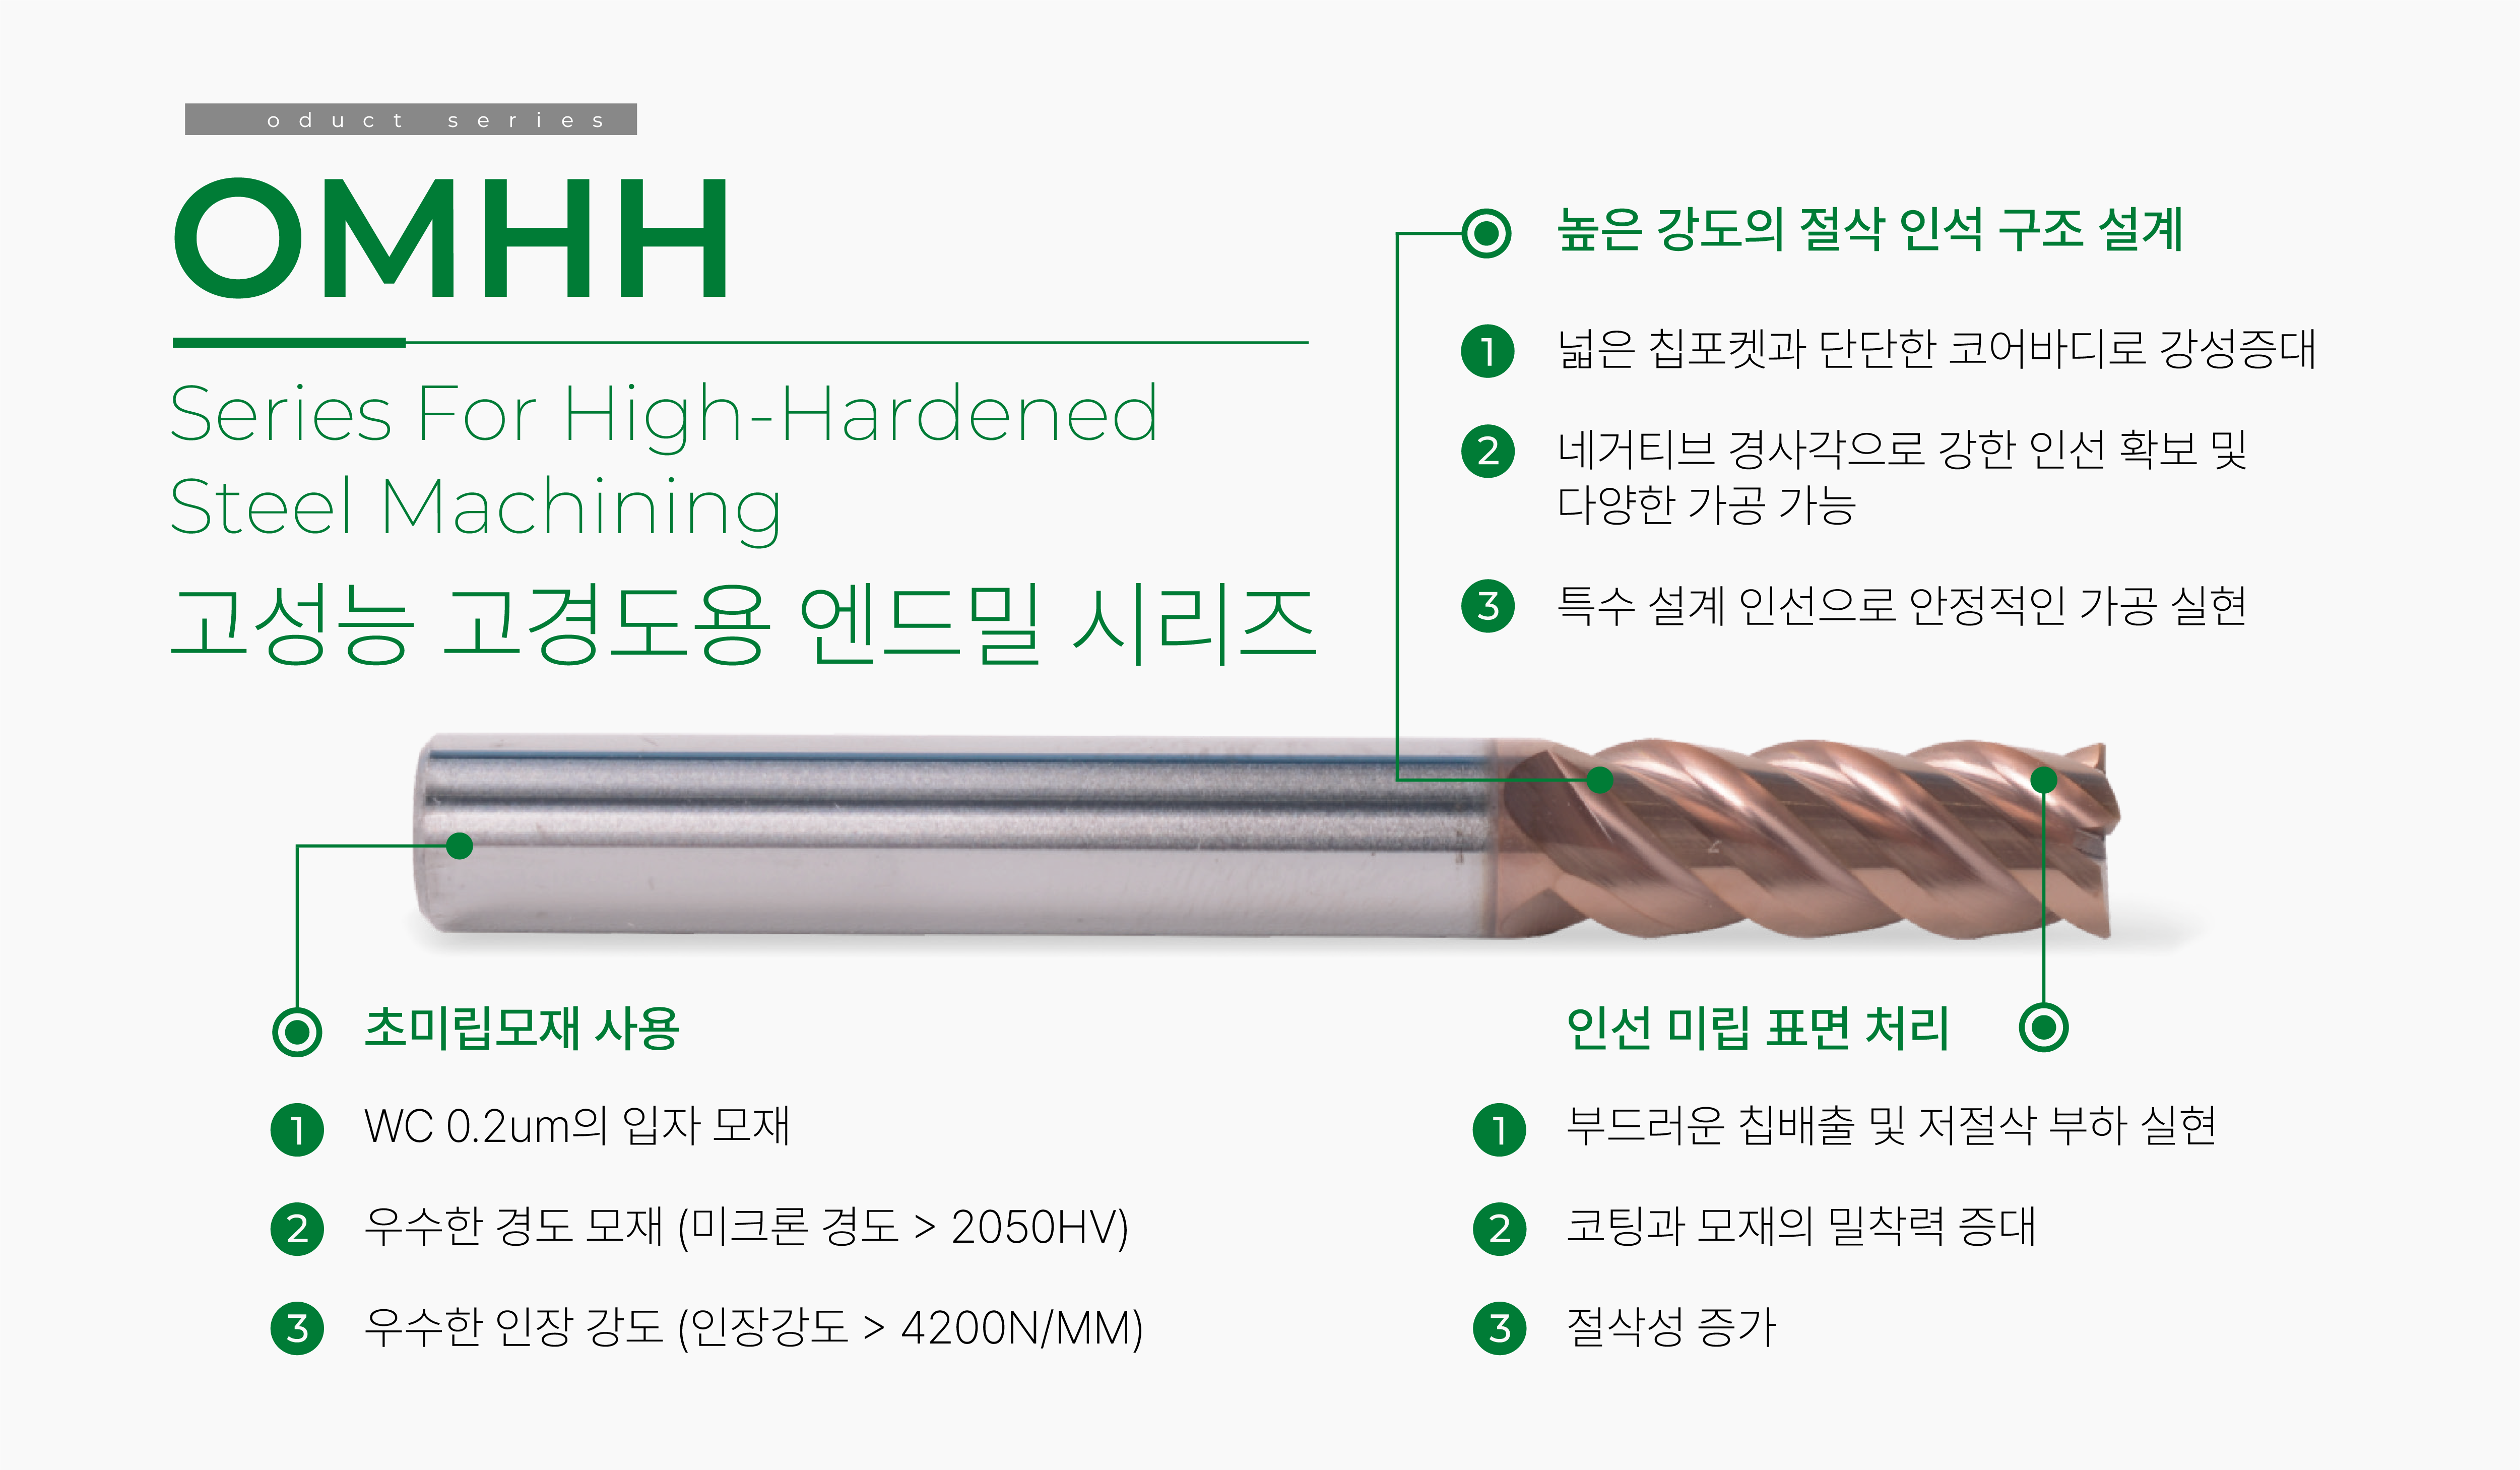 oduct series
OMHH
Series For High-Hardened
Steel Machining
고성능 고경도용 엔드밀 시리즈
높은 강도의 절삭 인석 구조 설계
1 넓은 칩포켓과 단단한 코어바디로 강성증대
2 네거티브 경사각으로 강한 인선 확보 및
다양한 가공 가능
3 특수 설계 인선으로 안정적인 가공 실현
초미립모재 사용
1 WC 0.2um의 입자 모재
2 우수한 경도 모재 (미크론 경도 > 2050HV)
3 우수한 인장 강도 (인장강도 > 4200N/MM)
인선 미립 표면 처리
1 부드러운 칩배출 및 저절삭 부하 실현
2 코팅과 모재의 밀착력 증대
3 절삭성 증가